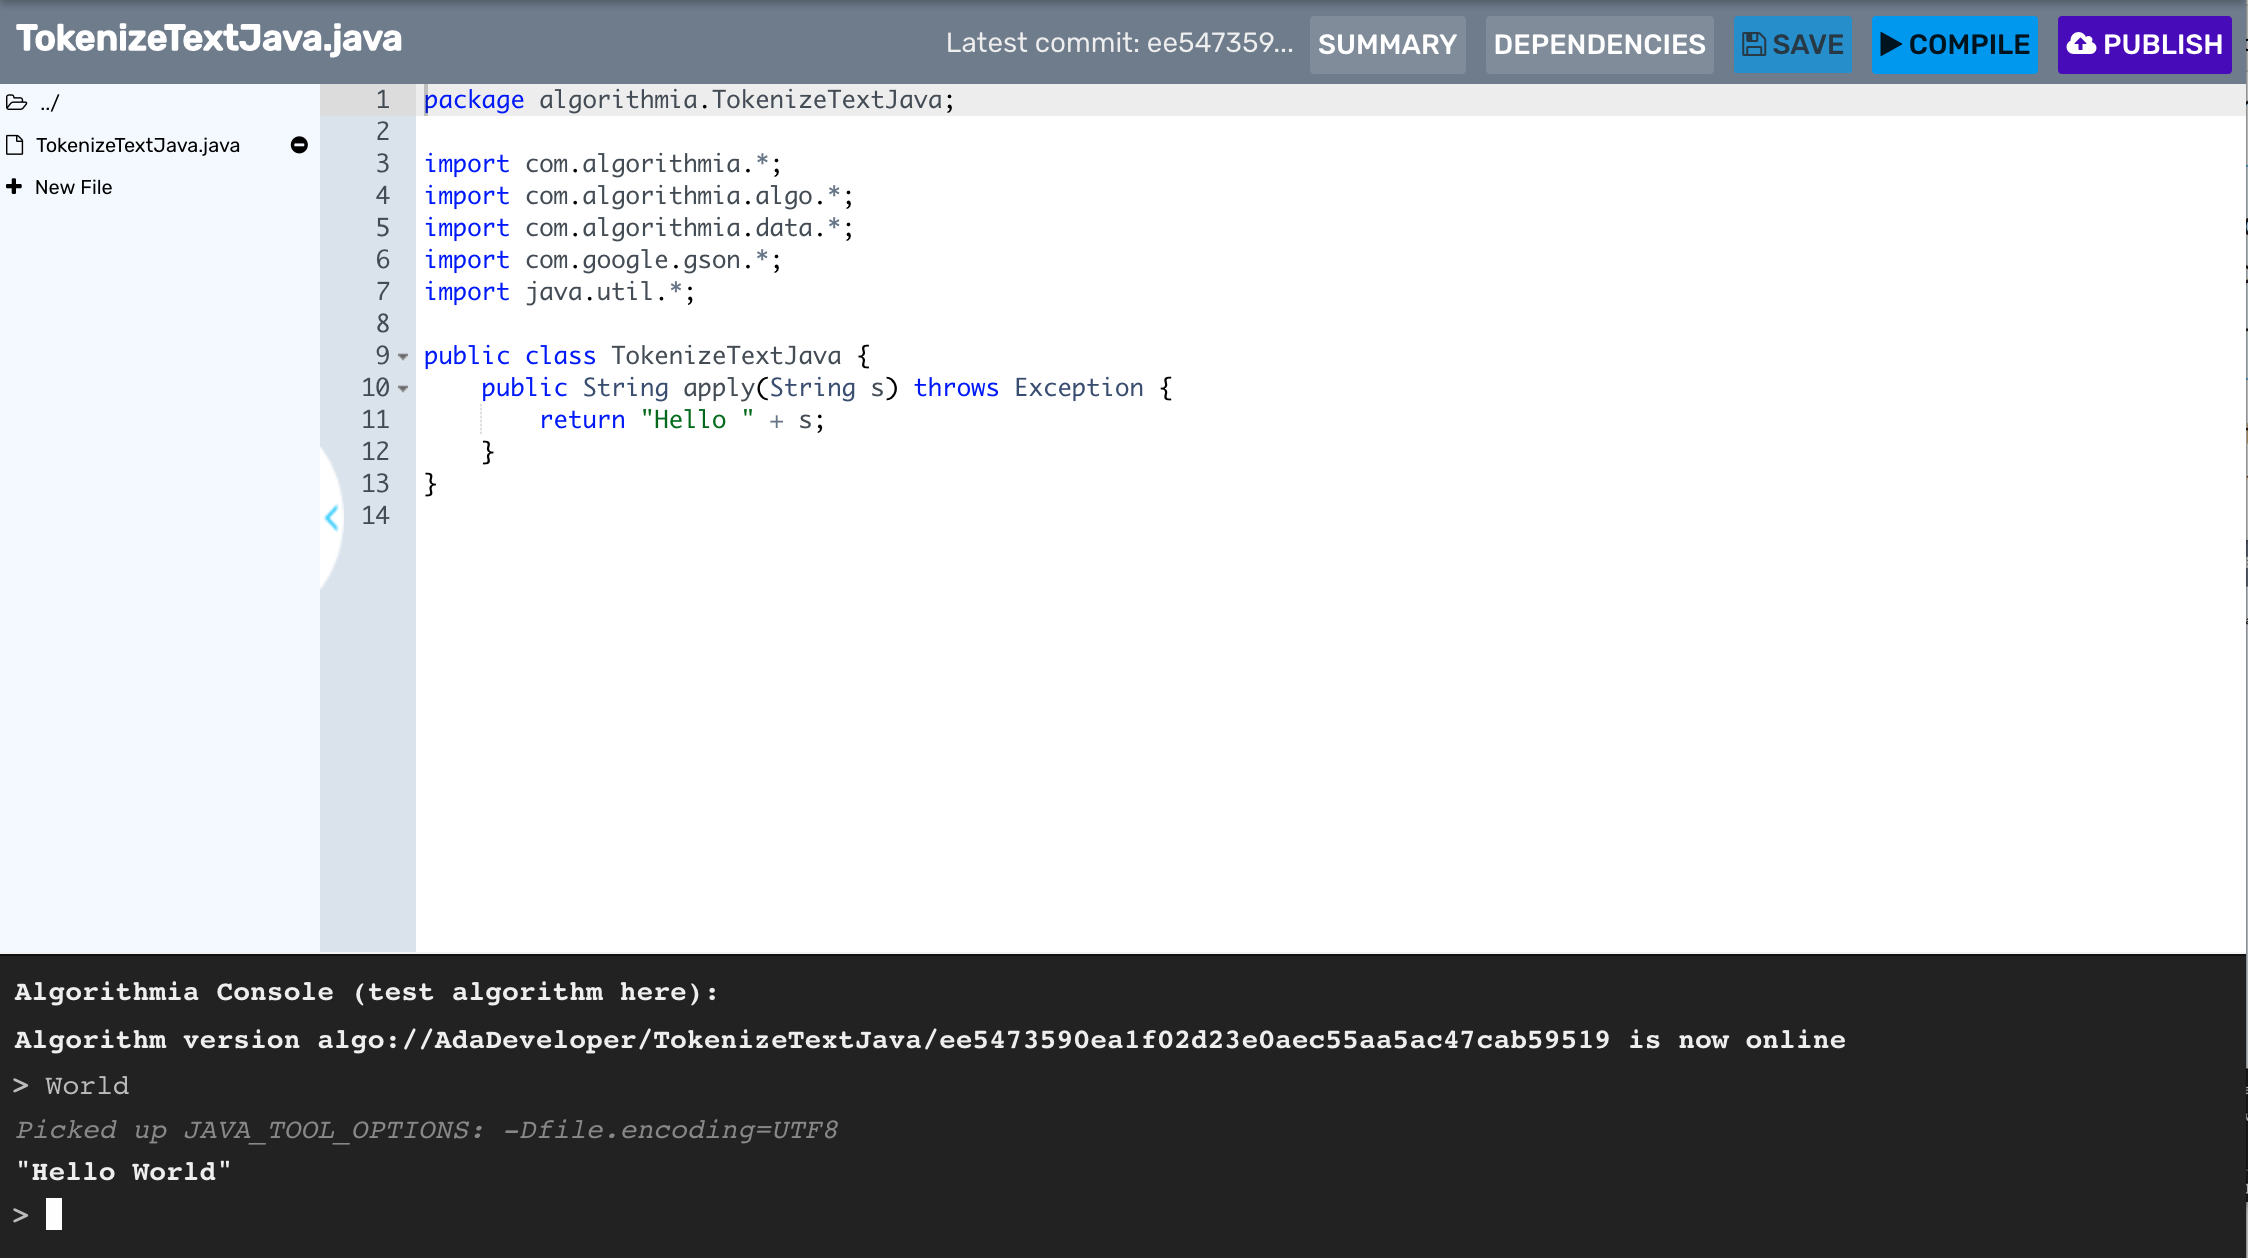 TokenizeTextJava.java
Latest commit: ee547359... SUMMARY DEPENDENCIES SAVE COMPILE PUBLISH
../
TokenizeTextJava.java
New File
1 package algorithmia.TokenizeTextJava;
2
3 import com.algorithmia.*;
4 import com.algorithmia.algo.*;
5 import com.algorithmia.data.*;
6 import com.google.gson.*;
7 import java.util.*;
8
9 public class TokenizeTextJava {
10 public String apply(String s) throws Exception {
11 return "Hello " + s;
12 }
13 }
14
Algorithmia Console (test algorithm here):
Algorithm version algo://AdaDeveloper/TokenizeTextJava/ee5473590ea1f02d23e0aec55aa5ac47cab59519 is now online
> World
Picked up JAVA_TOOL_OPTIONS: -Dfile.encoding=UTF8
"Hello World"
>